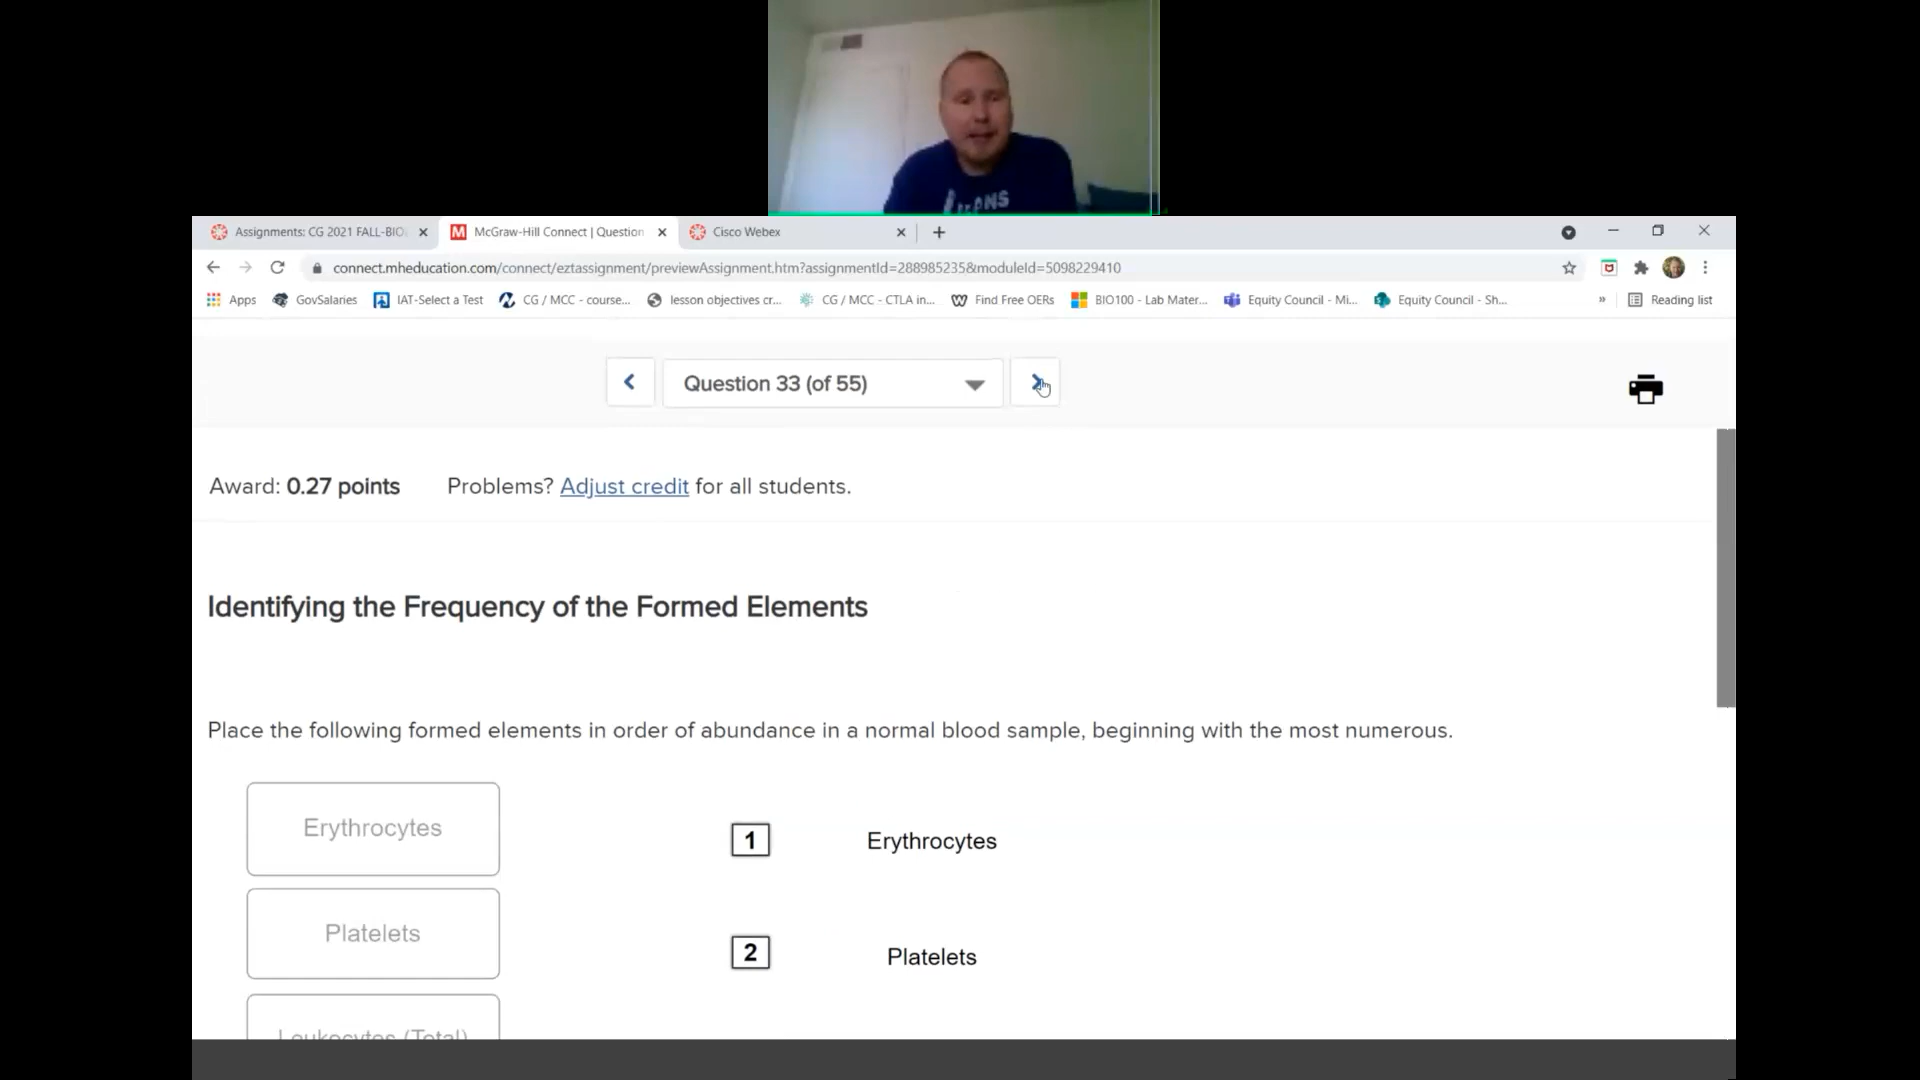 Assignments: CG 2021 FALL-BIO
McGraw-Hill Connect | Question
Cisco Webex
connect.mheducation.com/connect/eztassignment/previewAssignment.htm?assignmentId=288985235&moduleId=5098229410
Apps GovSalaries IAT-Select a Test CG / MCC - course... lesson objectives cr... CG / MCC - CTLA in... Find Free OERs BIO100 - Lab Mater... Equity Council - Mi... Equity Council - Sh... » Reading list
Question 33 (of 55)
Award: 0.27 points Problems? Adjust credit for all students.
Identifying the Frequency of the Formed Elements
Place the following formed elements in order of abundance in a normal blood sample, beginning with the most numerous.
Erythrocytes
1 Erythrocytes
Platelets
2 Platelets
Leukocytes (Total)